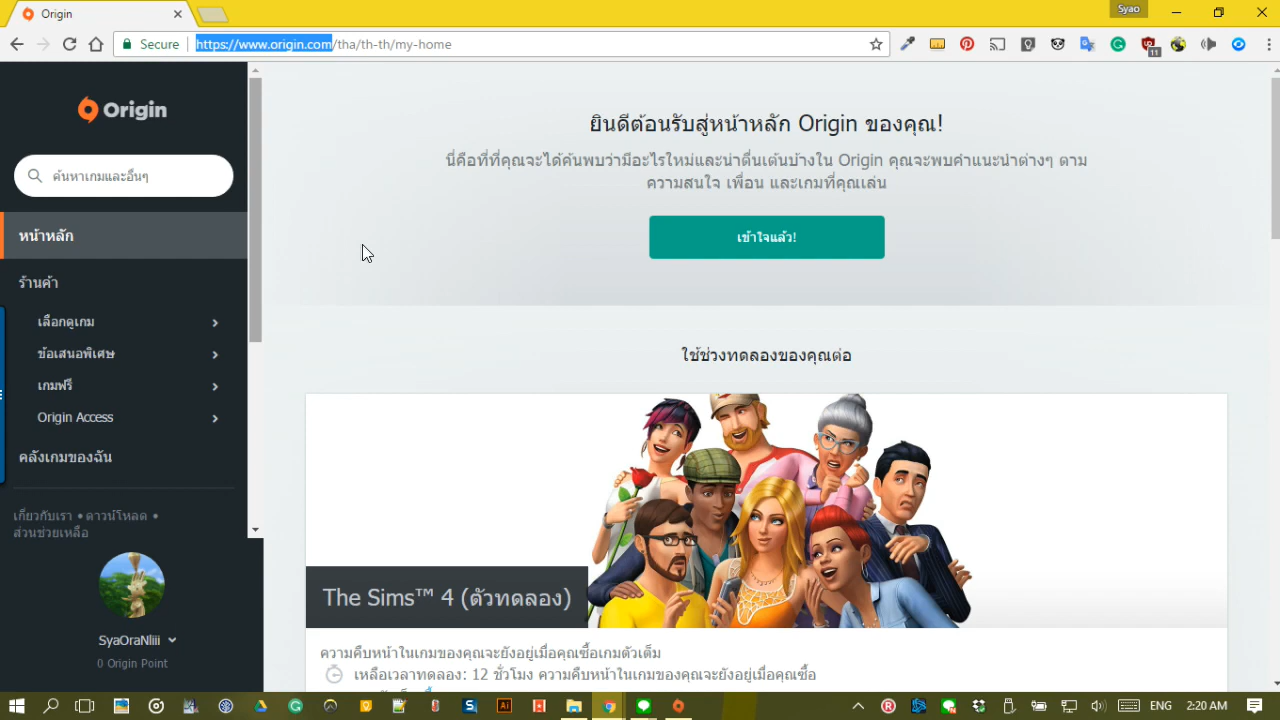 Origin
Syao
Secure
https://www.origin.com/tha/th-th/my-home
11
Origin
ค้นหาเกมและอื่นๆ
หน้าหลัก
ร้านค้า
เลือกดูเกม
ข้อเสนอพิเศษ
เกมฟรี
Origin Access
คลังเกมของฉัน
เกี่ยวกับเรา • ดาวน์โหลด •
ส่วนช่วยเหลือ
SyaOraNliii
0 Origin Point
ยินดีต้อนรับสู่หน้าหลัก Origin ของคุณ!
นี่คือที่ที่คุณจะได้ค้นพบว่ามีอะไรใหม่และน่าตื่นเต้นบ้างใน Origin คุณจะพบคำแนะนำต่างๆ ตาม
ความสนใจ เพื่อน และเกมที่คุณเล่น
เข้าใจแล้ว!
ใช้ช่วงทดลองของคุณต่อ
The Sims™ 4 (ตัวทดลอง)
ความคืบหน้าในเกมของคุณจะยังอยู่เมื่อคุณซื้อเกมตัวเต็ม
เหลือเวลาทดลอง: 12 ชั่วโมง ความคืบหน้าในเกมของคุณจะยังอยู่เมื่อคุณซื้อ
ENG
2:20 AM